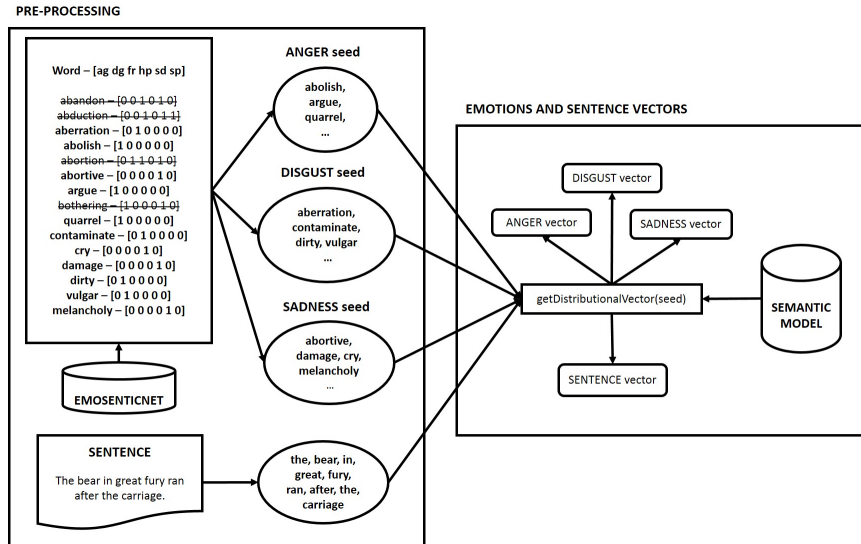 PRE-PROCESSING
Word – [ag dg fr hp sd sp]
abandon – [0 0 1 0 1 0]
abduction – [0 0 1 0 1 1]
aberration – [0 1 0 0 0 0]
abolish – [1 0 0 0 0 0]
abortion – [0 1 1 0 1 0]
abortive – [0 0 0 0 1 0]
argue – [1 0 0 0 0 0]
bothering – [1 0 0 0 1 0]
quarrel – [1 0 0 0 0 0]
contaminate – [0 1 0 0 0 0]
cry – [0 0 0 0 1 0]
damage – [0 0 0 0 1 0]
dirty – [0 1 0 0 0 0]
vulgar – [0 1 0 0 0 0]
melancholy – [0 0 0 0 1 0]
EMOSENTICNET
SENTENCE
The bear in great fury ran
after the carriage.
ANGER seed
abolish,
argue,
quarrel,
...
DISGUST seed
aberration,
contaminate,
dirty, vulgar
...
SADNESS seed
abortive,
damage, cry,
melancholy
...
the, bear, in,
great, fury,
ran, after, the,
carriage
EMOTIONS AND SENTENCE VECTORS
DISGUST vector
ANGER vector
SADNESS vector
getDistributionalVector(seed)
SENTENCE vector
SEMANTIC
MODEL